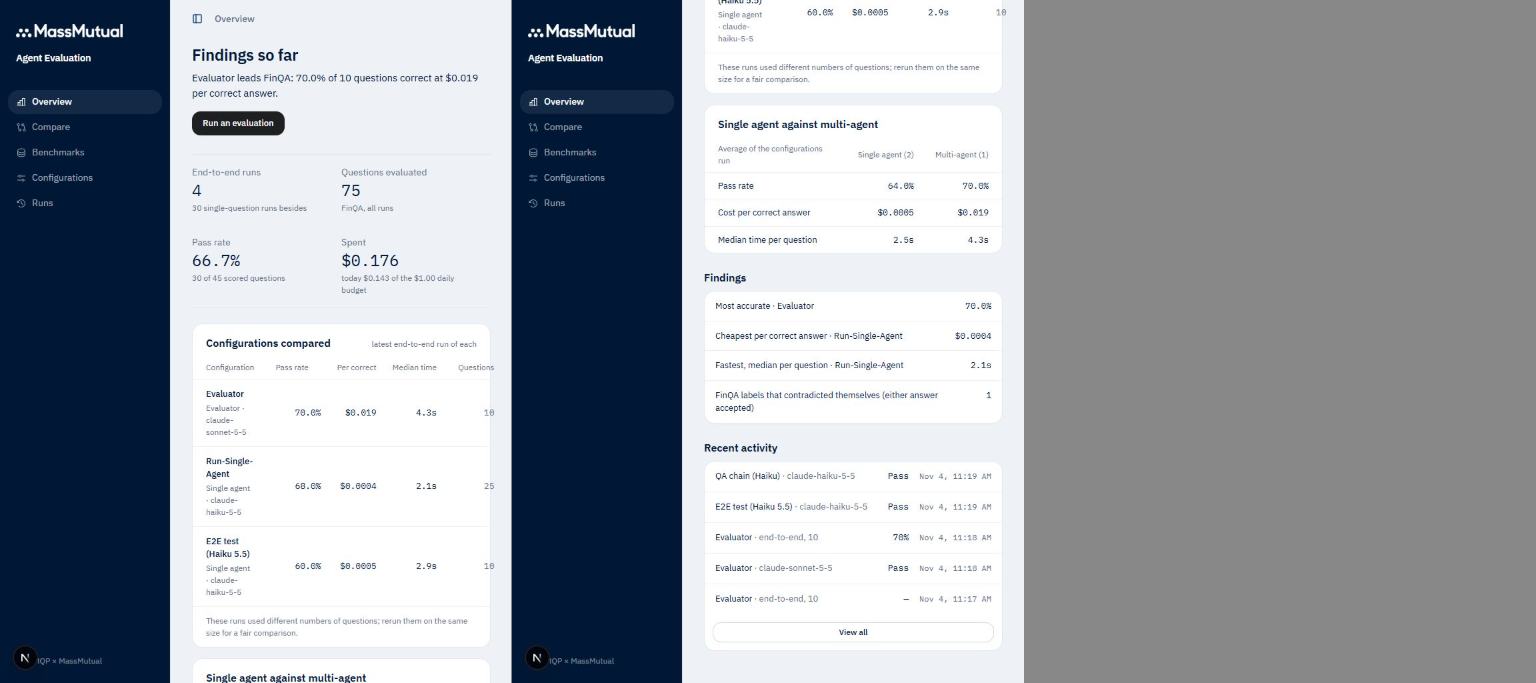 MassMutual
Agent Evaluation
Overview
Compare
Benchmarks
Configurations
Runs
N
IQP × MassMutual
Overview
Findings so far
Evaluator leads FinQA: 70.0% of 10 questions correct at $0.019
per correct answer.
Run an evaluation
End-to-end runs
4
30 single-question runs besides
Questions evaluated
75
FinQA, all runs
Pass rate
66.7%
30 of 45 scored questions
Spent
$0.176
today $0.143 of the $1.00 daily
budget
Configurations compared
latest end-to-end run of each
Configuration Pass rate Per correct Median time Questions
Evaluator
Evaluator ·
claude-
sonnet-5-5
70.0% $0.019 4.3s 10
Run-Single-
Agent
Single agent
· claude-
haiku-5-5
68.0% $0.0004 2.1s 25
E2E test
(Haiku 5.5)
Single agent
· claude-
haiku-5-5
60.0% $0.0005 2.9s 10
These runs used different numbers of questions; rerun them on the same
size for a fair comparison.
Single agent against multi-agent
MassMutual
Agent Evaluation
Overview
Compare
Benchmarks
Configurations
Runs
N
IQP × MassMutual
(Haiku 5.5)
Single agent
· claude-
haiku-5-5
60.0% $0.0005 2.9s 10
These runs used different numbers of questions; rerun them on the same
size for a fair comparison.
Single agent against multi-agent
Average of the configurations
run
Single agent (2) Multi-agent (1)
Pass rate 64.0% 70.0%
Cost per correct answer $0.0005 $0.019
Median time per question 2.5s 4.3s
Findings
Most accurate · Evaluator 70.0%
Cheapest per correct answer · Run-Single-Agent $0.0004
Fastest, median per question · Run-Single-Agent 2.1s
FinQA labels that contradicted themselves (either answer 1
accepted)
Recent activity
QA chain (Haiku) · claude-haiku-5-5 Pass Nov 4, 11:19 AM
E2E test (Haiku 5.5) · claude-haiku-5-5 Pass Nov 4, 11:19 AM
Evaluator · end-to-end, 10 70% Nov 4, 11:18 AM
Evaluator · claude-sonnet-5-5 Pass Nov 4, 11:18 AM
Evaluator · end-to-end, 10 — Nov 4, 11:17 AM
View all